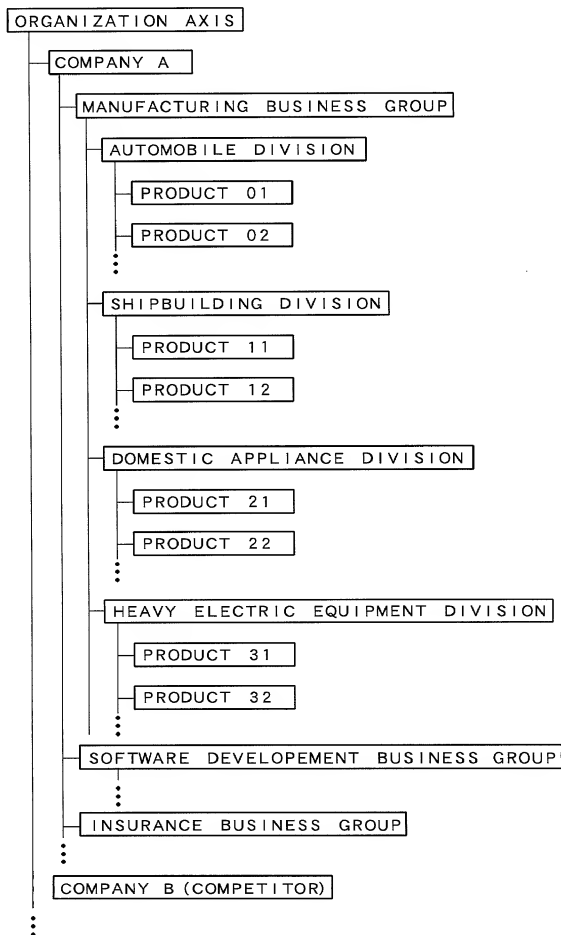 ORGANIZATION AXIS
COMPANY A
MANUFACTURING BUSINESS GROUP
AUTOMOBILE DIVISION
PRODUCT 01
PRODUCT 02
SHIPBUILDING DIVISION
PRODUCT 11
PRODUCT 12
DOMESTIC APPLIANCE DIVISION
PRODUCT 21
PRODUCT 22
HEAVY ELECTRIC EQUIPMENT DIVISION
PRODUCT 31
PRODUCT 32
SOFTWARE DEVELOPEMENT BUSINESS GROUP
INSURANCE BUSINESS GROUP
COMPANY B (COMPETITOR)